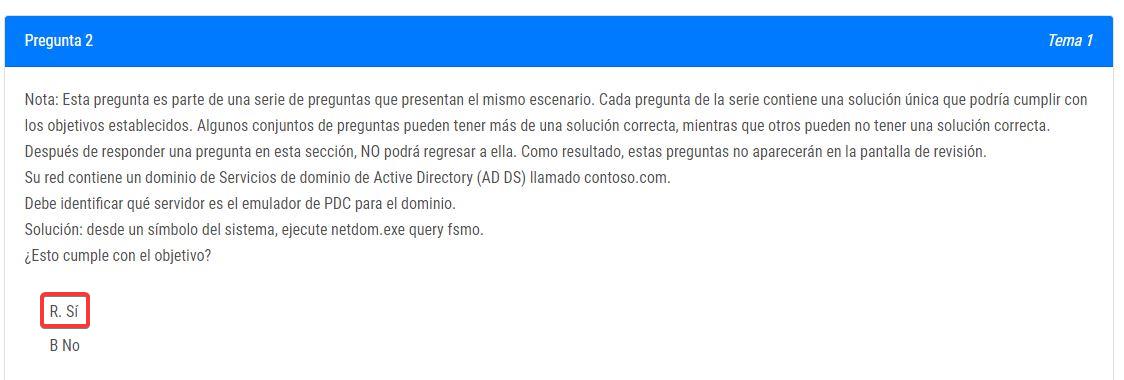 Pregunta 2
Tema 1
Nota: Esta pregunta es parte de una serie de preguntas que presentan el mismo escenario. Cada pregunta de la serie contiene una solución única que podría cumplir con
los objetivos establecidos. Algunos conjuntos de preguntas pueden tener más de una solución correcta, mientras que otros pueden no tener una solución correcta.
Después de responder una pregunta en esta sección, NO podrá regresar a ella. Como resultado, estas preguntas no aparecerán en la pantalla de revisión.
Su red contiene un dominio de Servicios de dominio de Active Directory (AD DS) llamado contoso.com.
Debe identificar qué servidor es el emulador de PDC para el dominio.
Solución: desde un símbolo del sistema, ejecute netdom.exe query fsmo.
¿Esto cumple con el objetivo?
R. Sí
B No